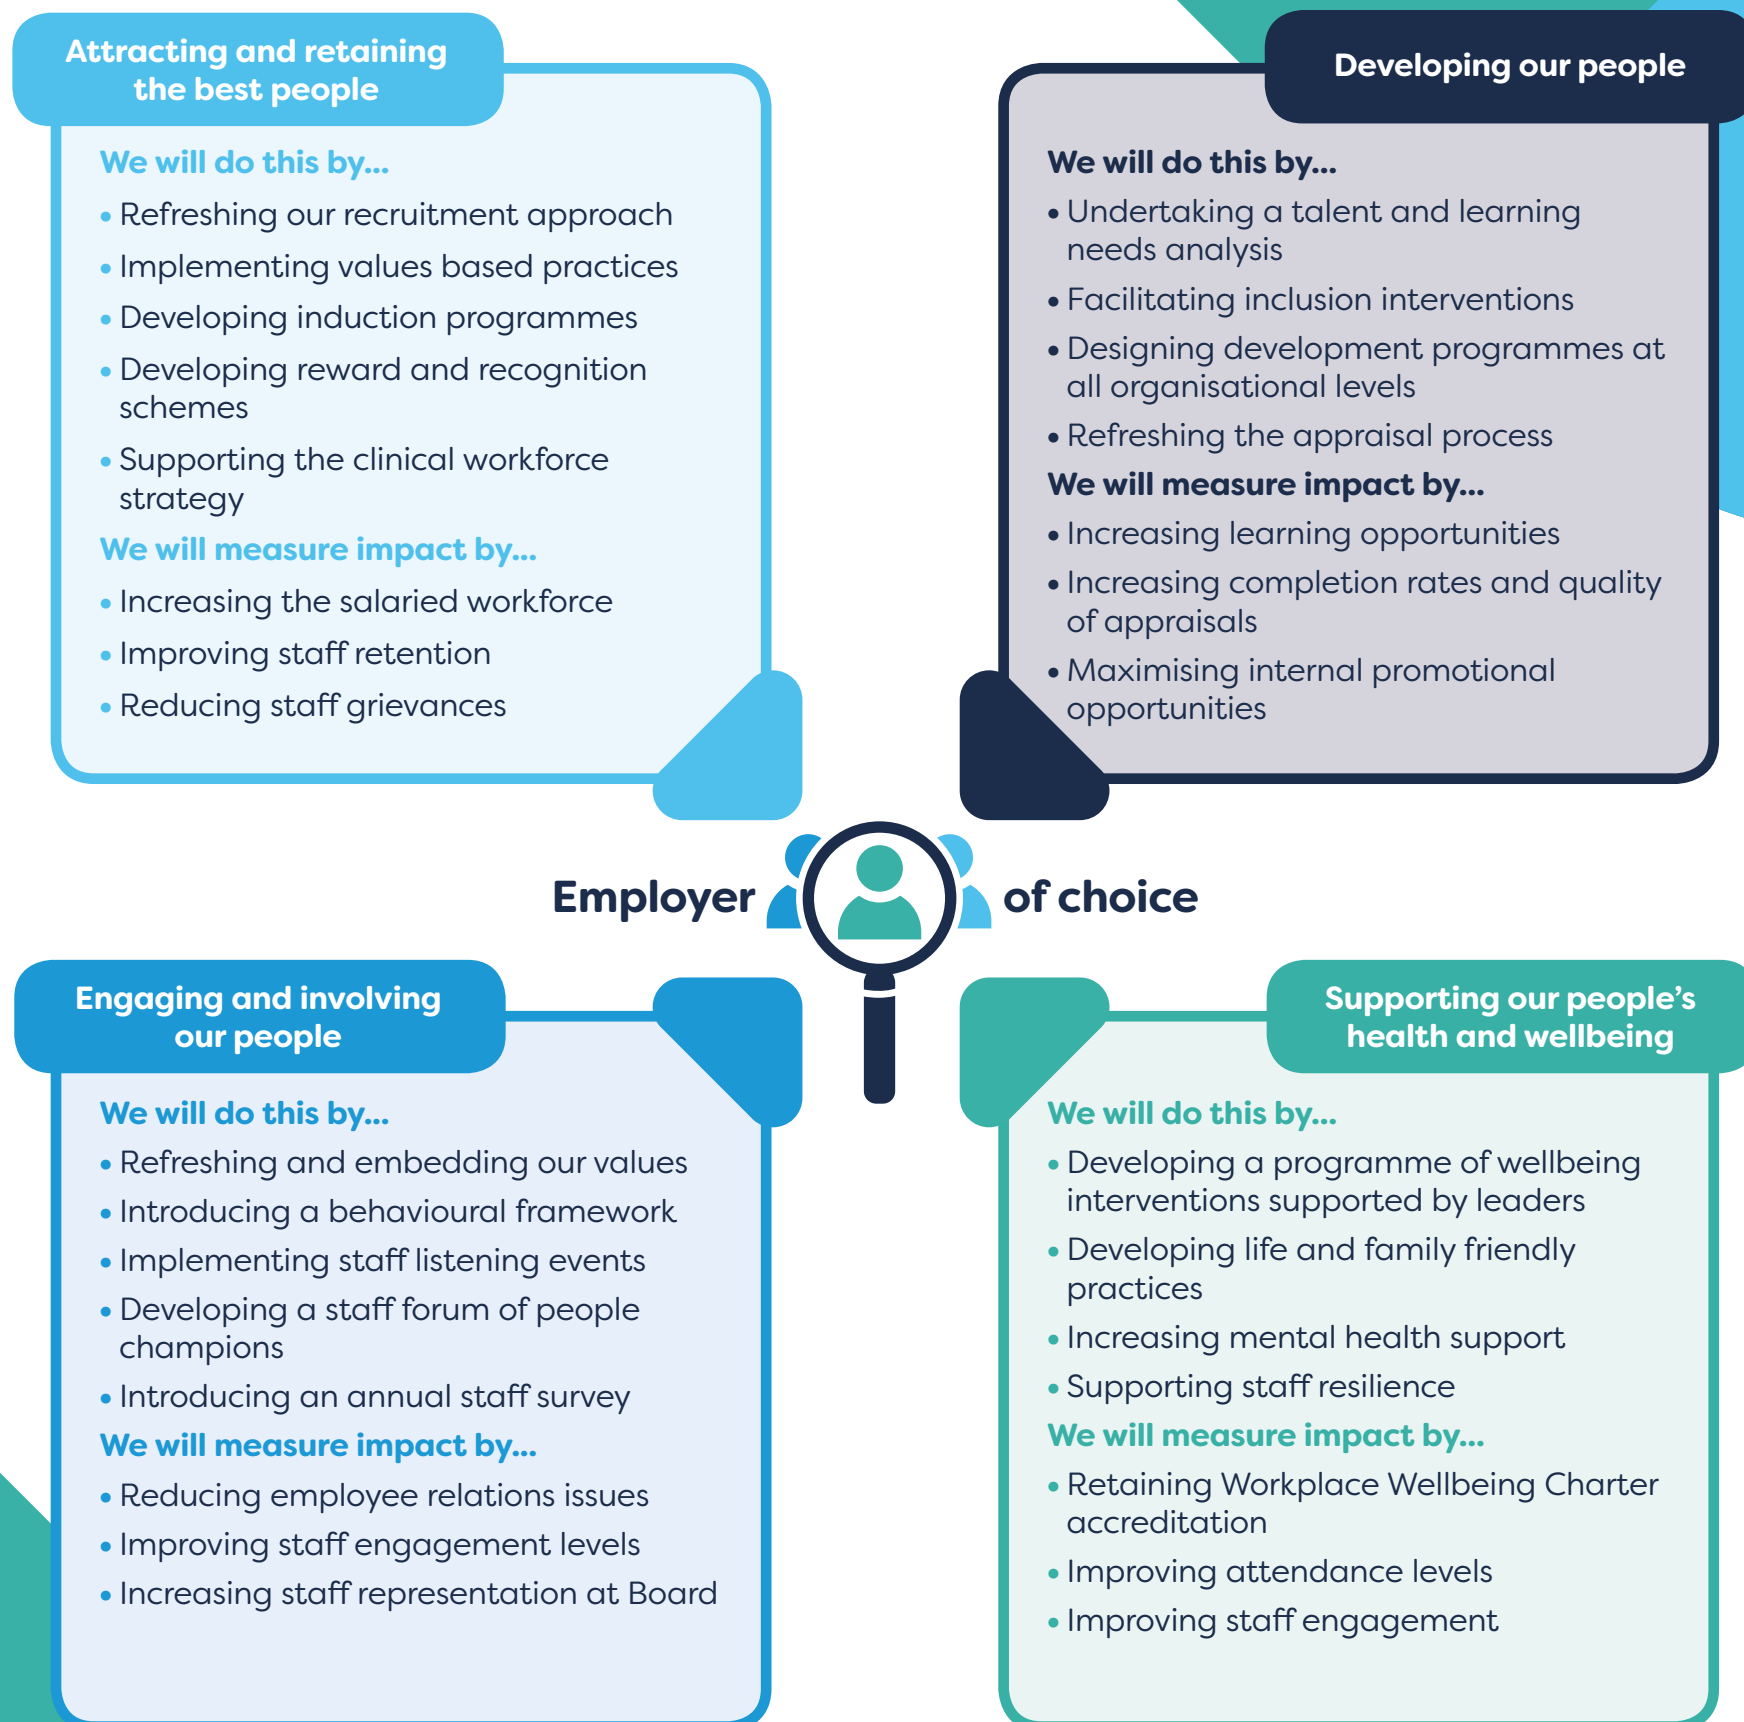 Attracting and retaining
the best people
We will do this by...
• Refreshing our recruitment approach
• Implementing values based practices
• Developing induction programmes
• Developing reward and recognition
schemes
• Supporting the clinical workforce
strategy
We will measure impact by...
• Increasing the salaried workforce
• Improving staff retention
• Reducing staff grievances
Developing our people
We will do this by...
• Undertaking a talent and learning
needs analysis
• Facilitating inclusion interventions
• Designing development programmes at
all organisational levels
• Refreshing the appraisal process
We will measure impact by...
• Increasing learning opportunities
• Increasing completion rates and quality
of appraisals
• Maximising internal promotional
opportunities
Employer of choice
Engaging and involving
our people
We will do this by...
• Refreshing and embedding our values
• Introducing a behavioural framework
• Implementing staff listening events
• Developing a staff forum of people
champions
• Introducing an annual staff survey
We will measure impact by...
• Reducing employee relations issues
• Improving staff engagement levels
• Increasing staff representation at Board
Supporting our people’s
health and wellbeing
We will do this by...
• Developing a programme of wellbeing
interventions supported by leaders
• Developing life and family friendly
practices
• Increasing mental health support
• Supporting staff resilience
We will measure impact by...
• Retaining Workplace Wellbeing Charter
accreditation
• Improving attendance levels
• Improving staff engagement